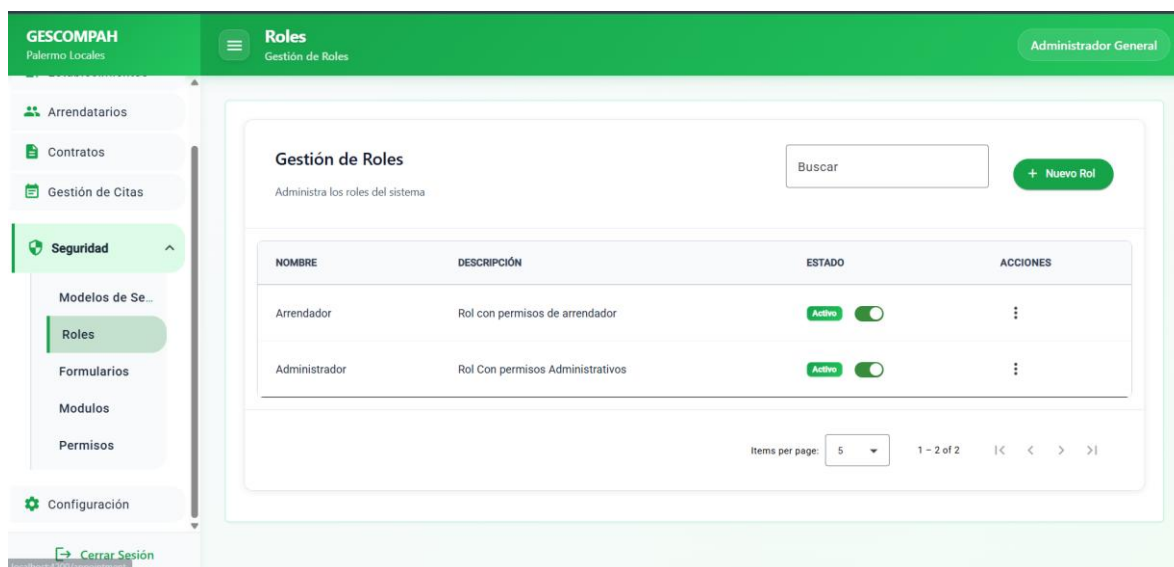 GESCOMPAH
Palermo Locales
Roles
Gestión de Roles
Administrador General
Arrendatarios
Contratos
Gestión de Citas
Seguridad
Modelos de Se...
Roles
Formularios
Modulos
Permisos
Configuración
Cerrar Sesión
Gestión de Roles
Administra los roles del sistema
Buscar
+ Nuevo Rol
NOMBRE DESCRIPCIÓN ESTADO ACCIONES
Arrendador Rol con permisos de arrendador Activo
Administrador Rol Con permisos Administrativos Activo
Items per page: 5 1 – 2 of 2